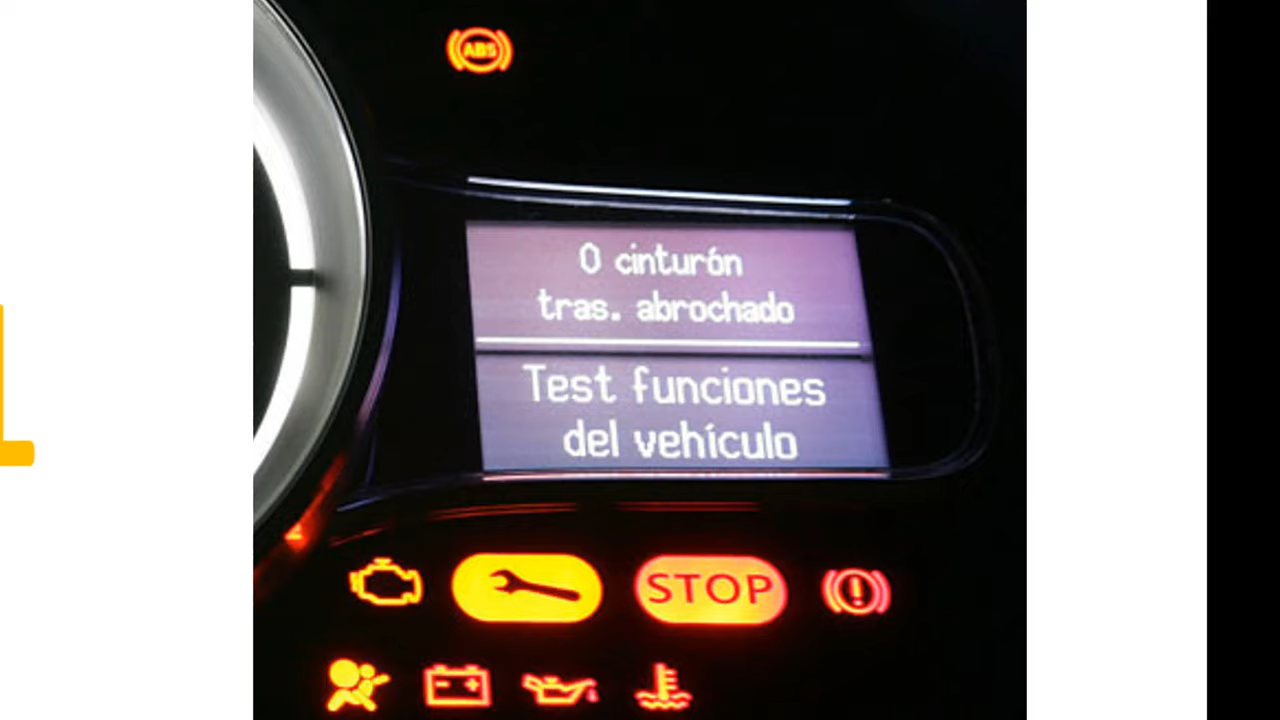 ABS
0 cinturón
tras. abrochado
Test funciones
del vehículo
STOP